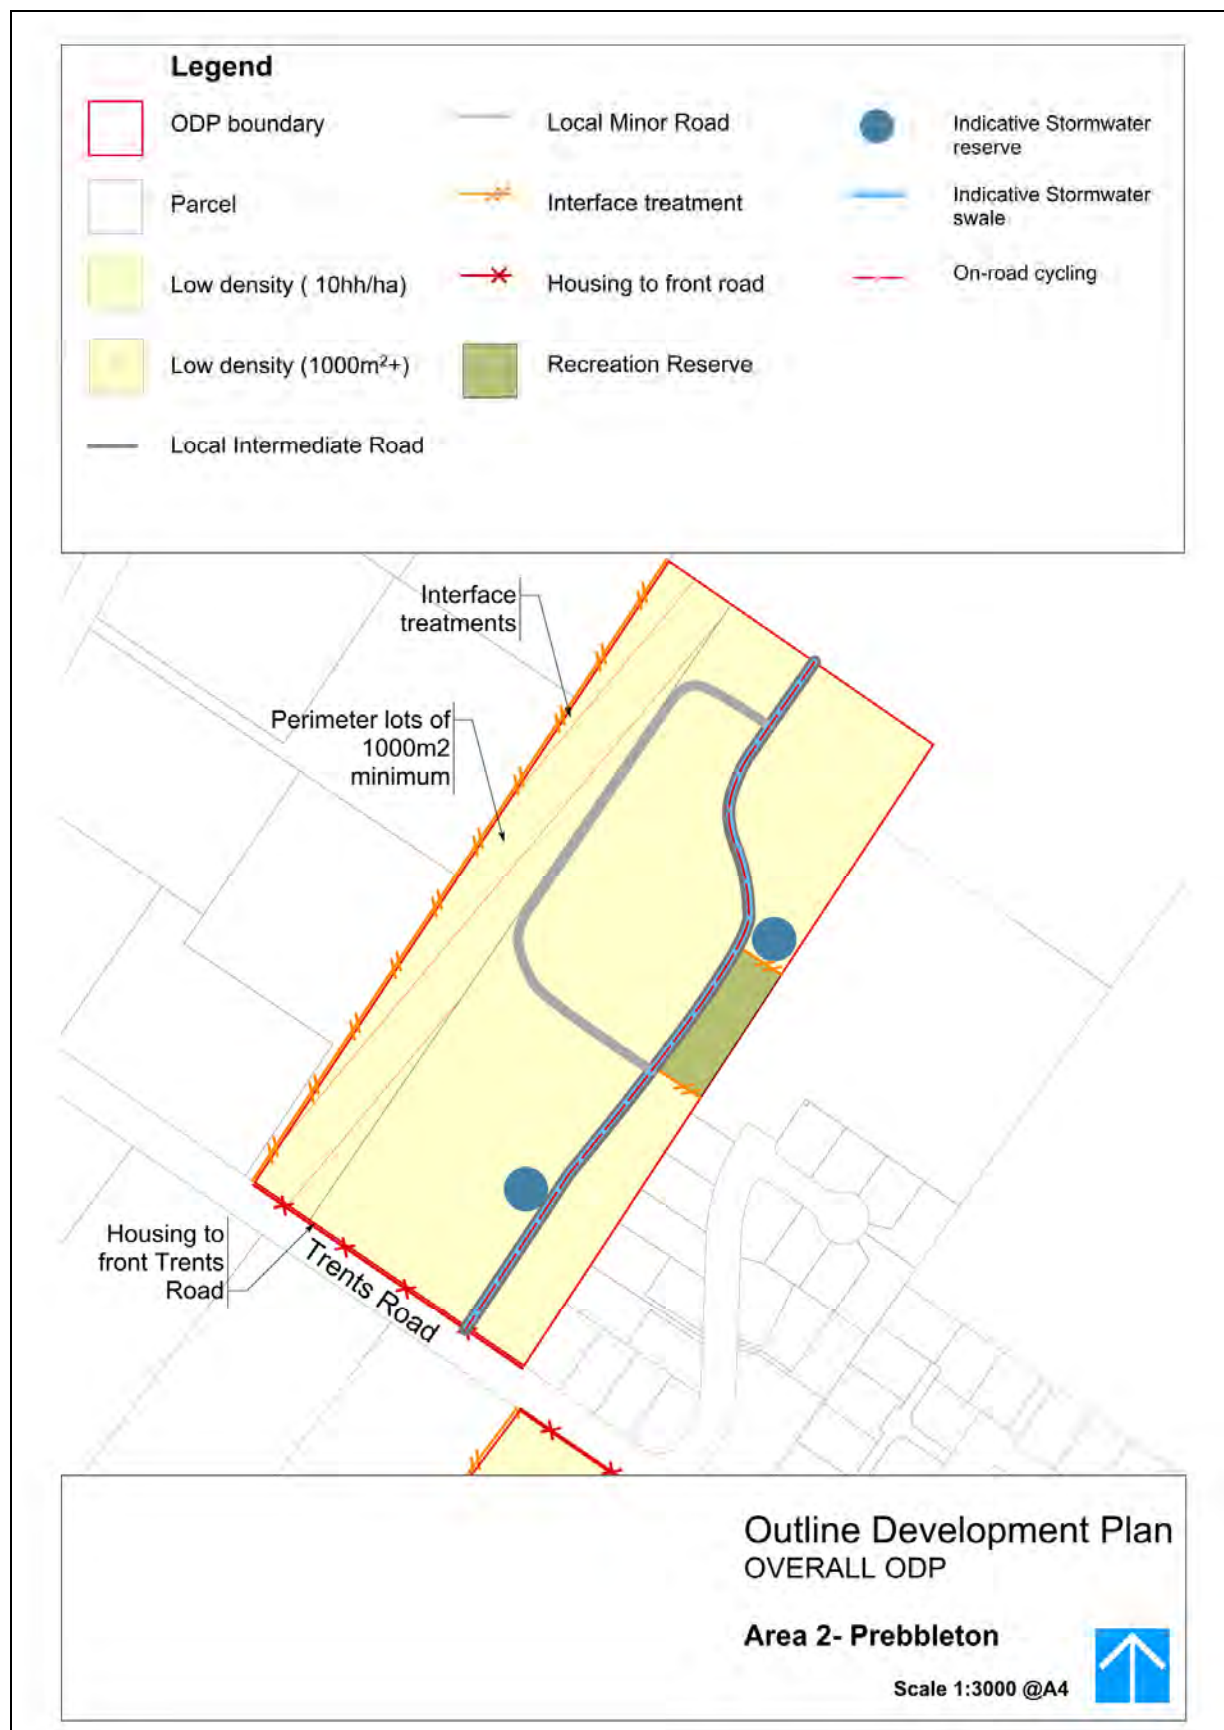 Legend
ODP boundary
Parcel
Low density ( 10hh/ha)
Low density (1000m²+)
Local Intermediate Road
Local Minor Road
Interface treatment
Housing to front road
Recreation Reserve
Indicative Stormwater
reserve
Indicative Stormwater
swale
On-road cycling
Interface
treatments
Perimeter lots of
1000m2
minimum
Housing to
front Trents
Road
Trents Road
Outline Development Plan
OVERALL ODP
Area 2- Prebbleton
Scale 1:3000 @A4